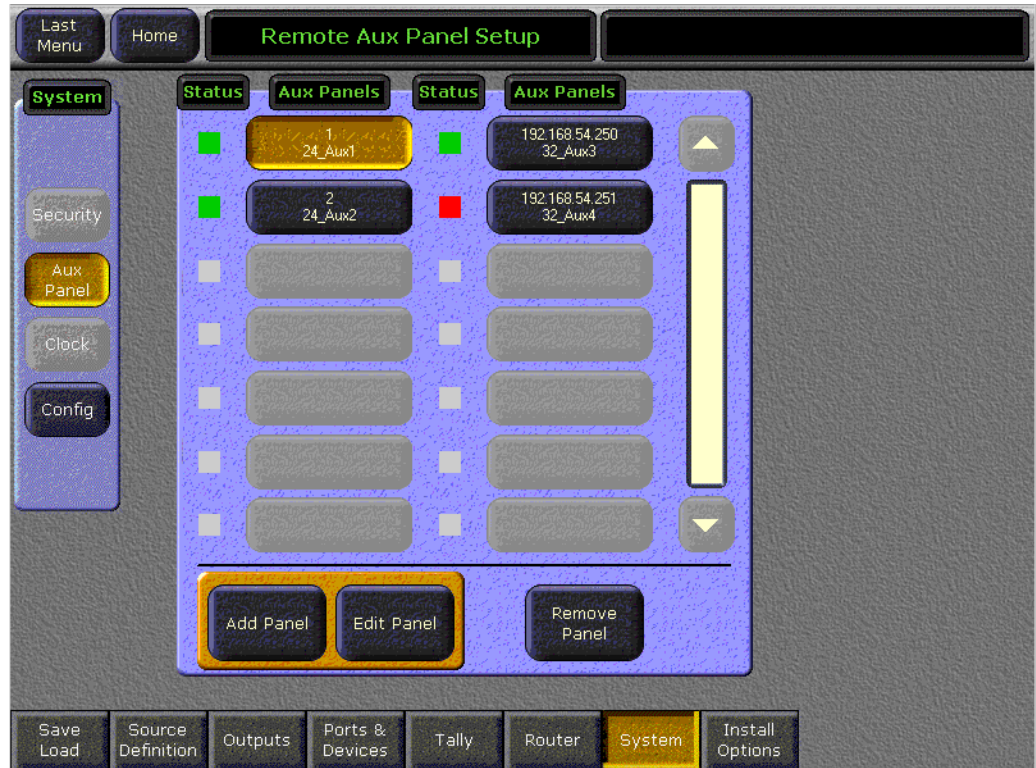 Last
Menu
Home
Remote Aux Panel Setup
System
Status
Aux Panels
Status
Aux Panels
Security
Aux
Panel
Clock
Config
1
24_Aux1
192.168.54.250
32_Aux3
2
24_Aux2
192.168.54.251
32_Aux4
Add Panel
Edit Panel
Remove
Panel
Save
Load
Source
Definition
Outputs
Ports &
Devices
Tally
Router
System
Install
Options